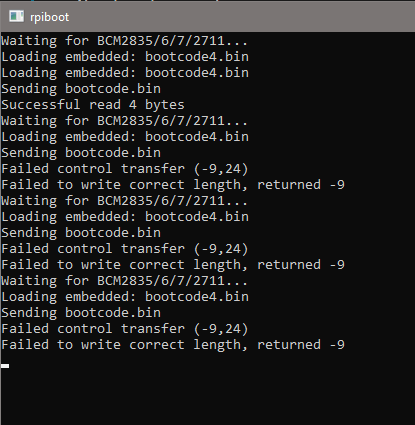 rpiboot
Waiting for BCM2835/6/7/2711...
Loading embedded: bootcode4.bin
Loading embedded: bootcode4.bin
Sending bootcode.bin
Successful read 4 bytes
Waiting for BCM2835/6/7/2711...
Loading embedded: bootcode4.bin
Sending bootcode.bin
Failed control transfer (-9,24)
Failed to write correct length, returned -9
Waiting for BCM2835/6/7/2711...
Loading embedded: bootcode4.bin
Sending bootcode.bin
Failed control transfer (-9,24)
Failed to write correct length, returned -9
Waiting for BCM2835/6/7/2711...
Loading embedded: bootcode4.bin
Sending bootcode.bin
Failed control transfer (-9,24)
Failed to write correct length, returned -9